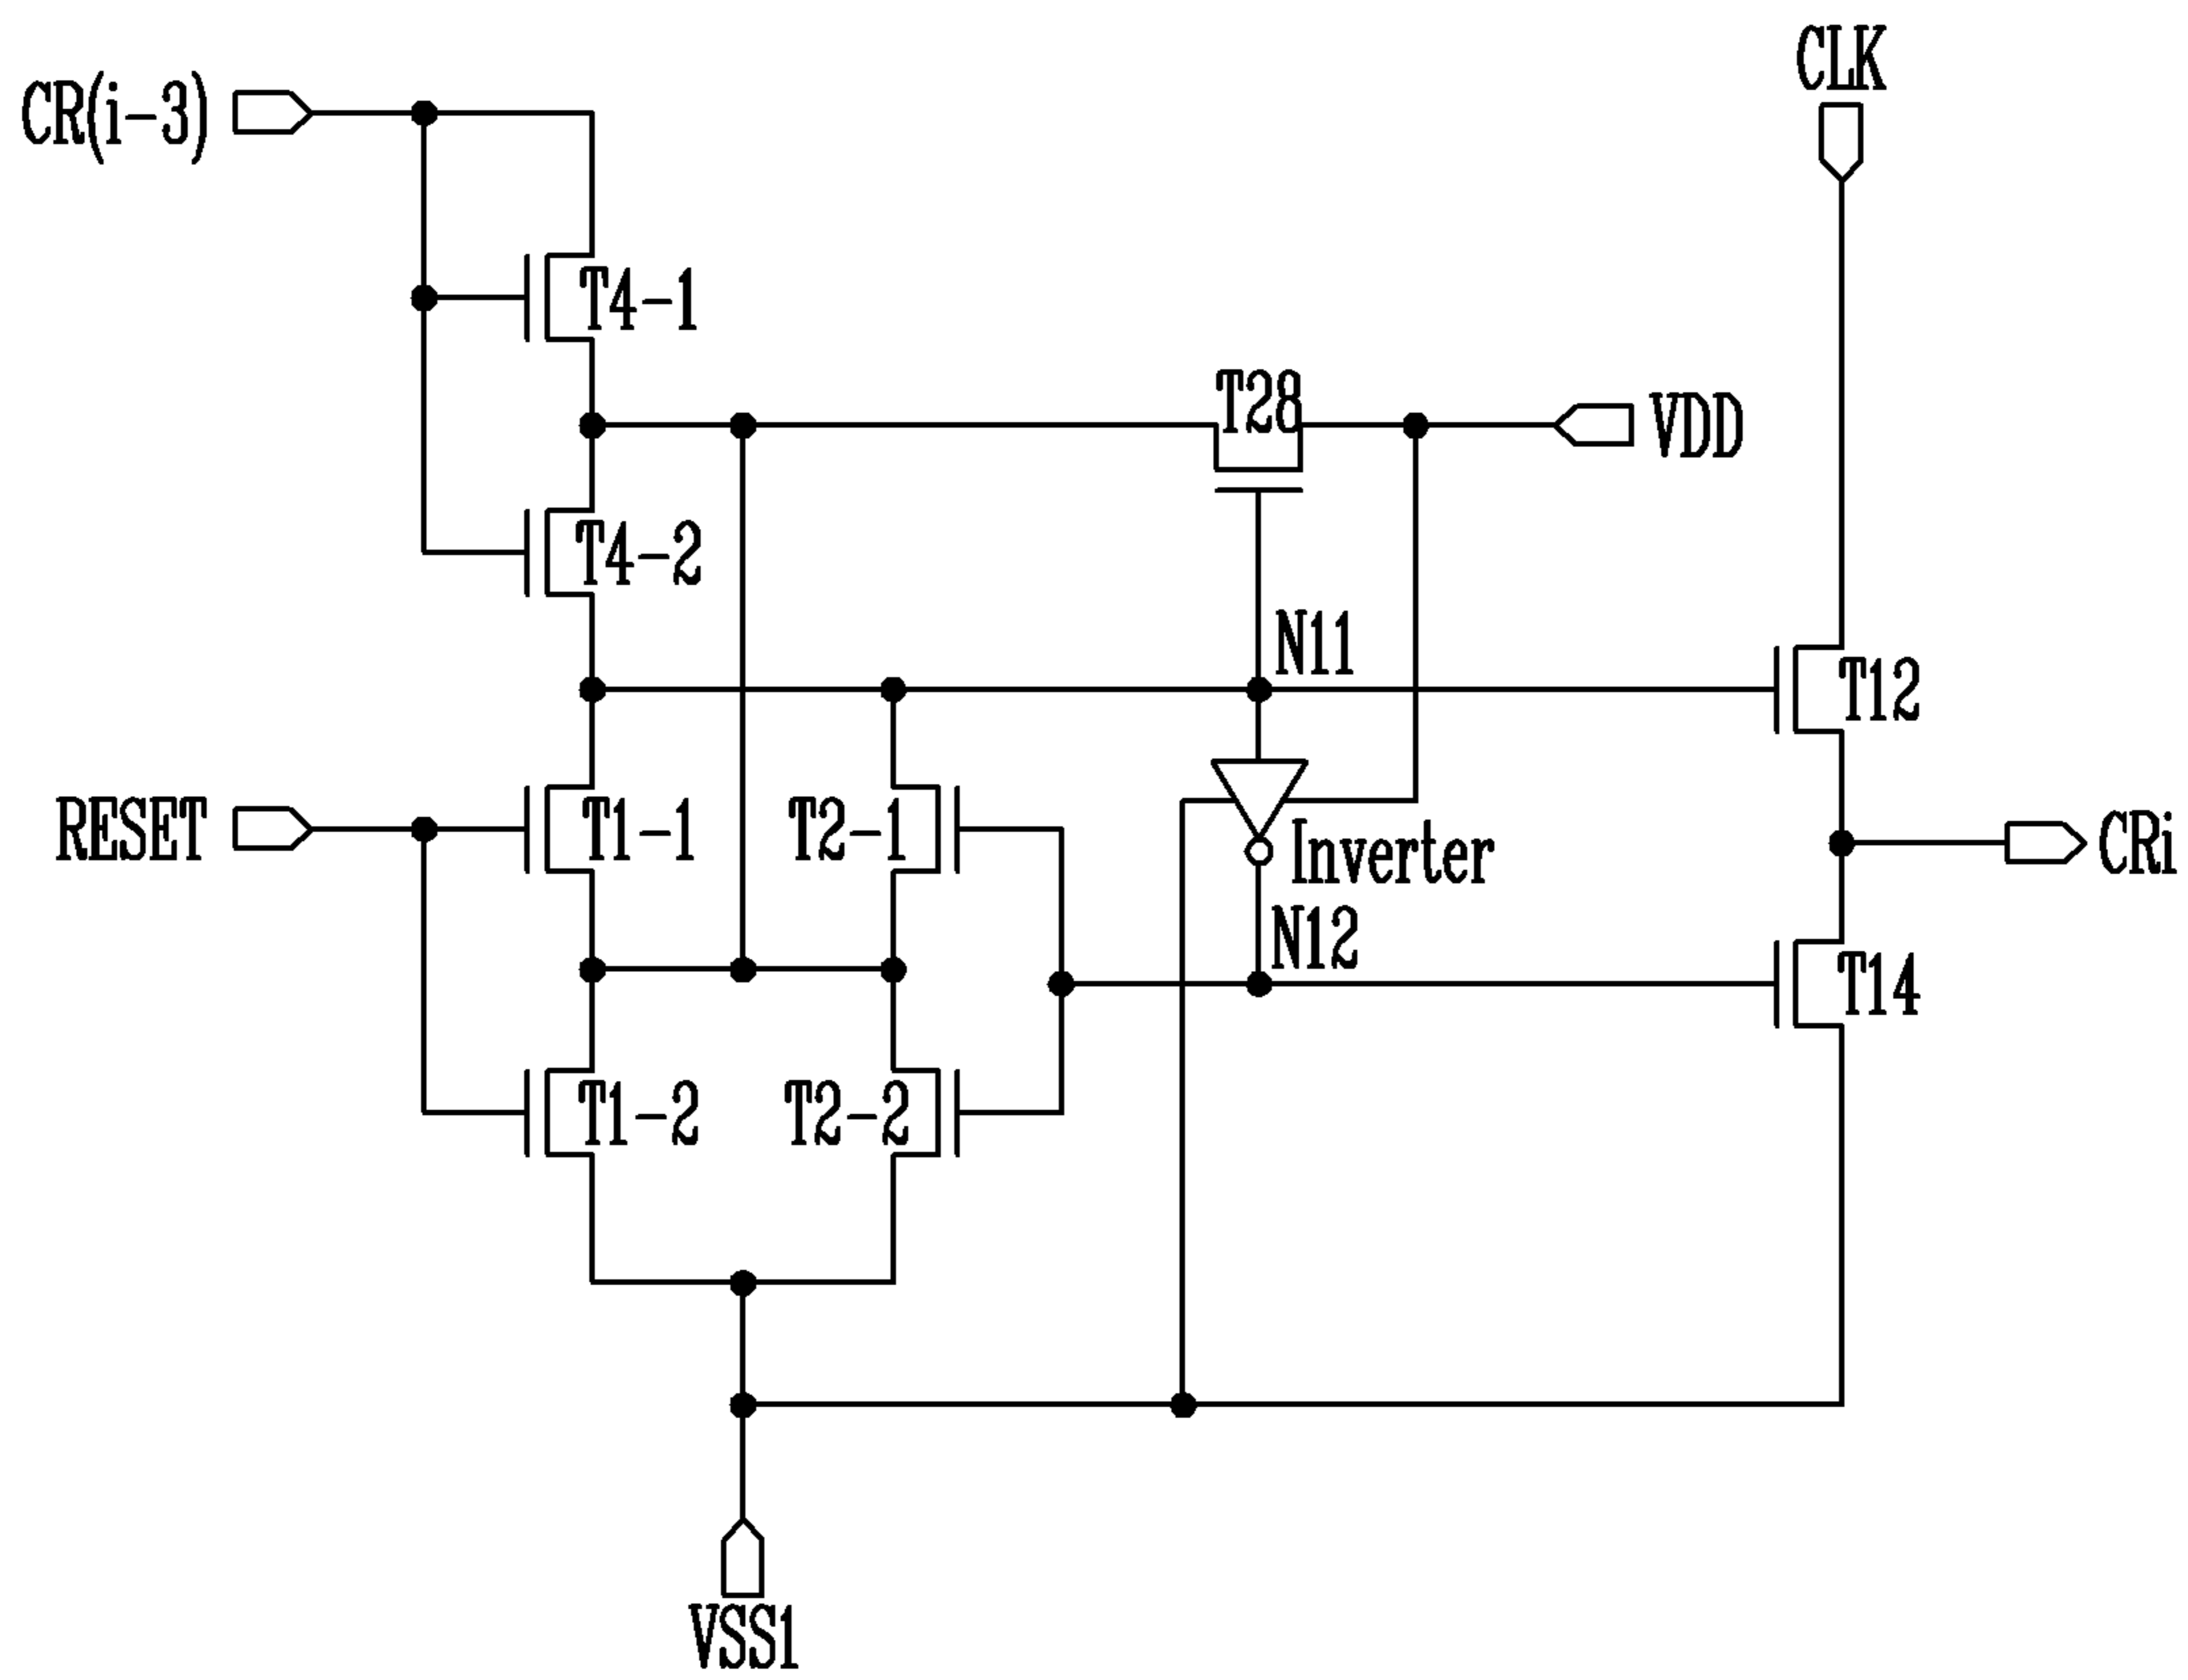 CLK
CR(i-3)
T4-1
T28
VDD
T4-2
N11
T12
RESET
T1-1
T2-1
Inverter
CRi
N12
T14
T1-2
T2-2
VSS1